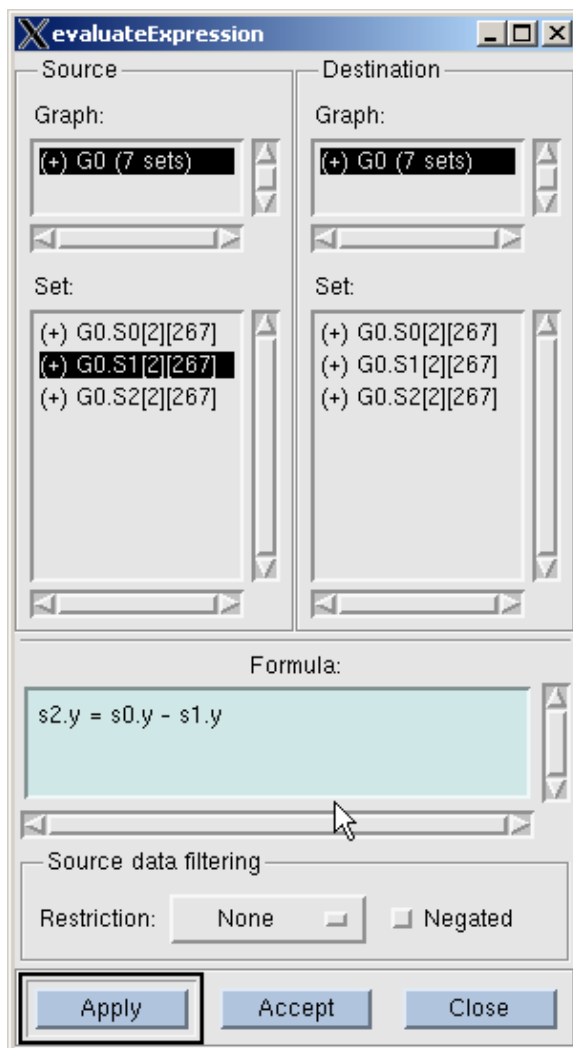 evaluateExpression
Source
Graph:
(+) G0 (7 sets)
Set:
(+) G0.S0[2][267]
(+) G0.S1[2][267]
(+) G0.S2[2][267]
Destination
Graph:
(+) G0 (7 sets)
Set:
(+) G0.S0[2][267]
(+) G0.S1[2][267]
(+) G0.S2[2][267]
Formula:
s2.y = s0.y - s1.y
Source data filtering
Restriction: None Negated
Apply Accept Close